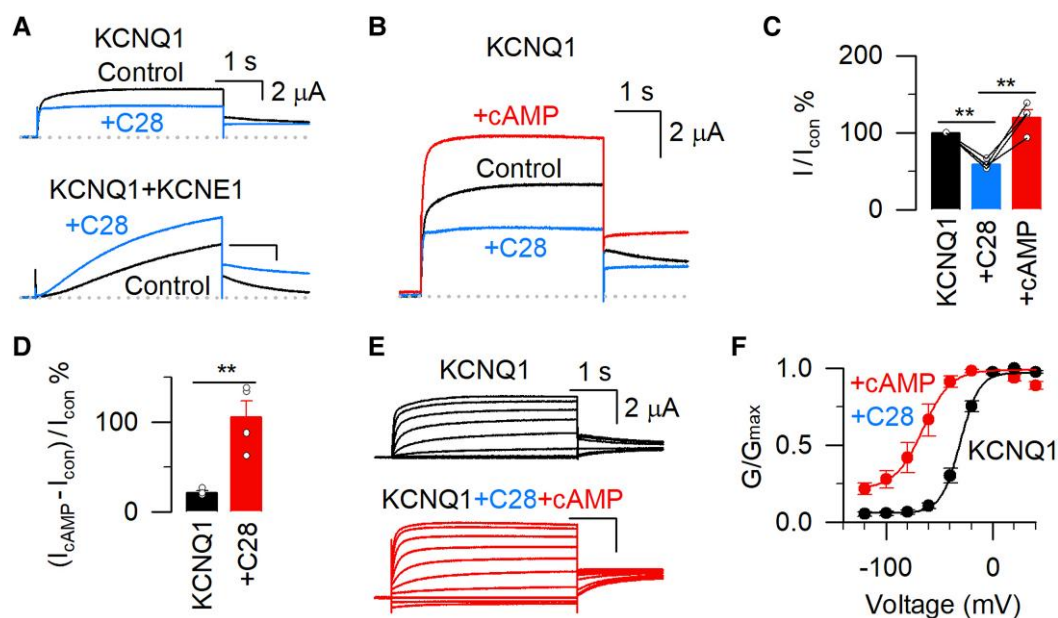 A
KCNQ1
Control
1 s
2 μA
+C28
KCNQ1+KCNE1
+C28
Control
B
KCNQ1
+cAMP
1 s
2 μA
Control
+C28
C
I/Icon %
200
100
0
**
**
KCNQ1
+C28
+cAMP
D
(IcAMP-Icon)/Icon %
100
0
**
KCNQ1
+C28
E
KCNQ1
1 s
2 μA
KCNQ1+C28+cAMP
F
G/Gmax
1.0
0.5
0.0
+cAMP
+C28
KCNQ1
-100
0
Voltage (mV)